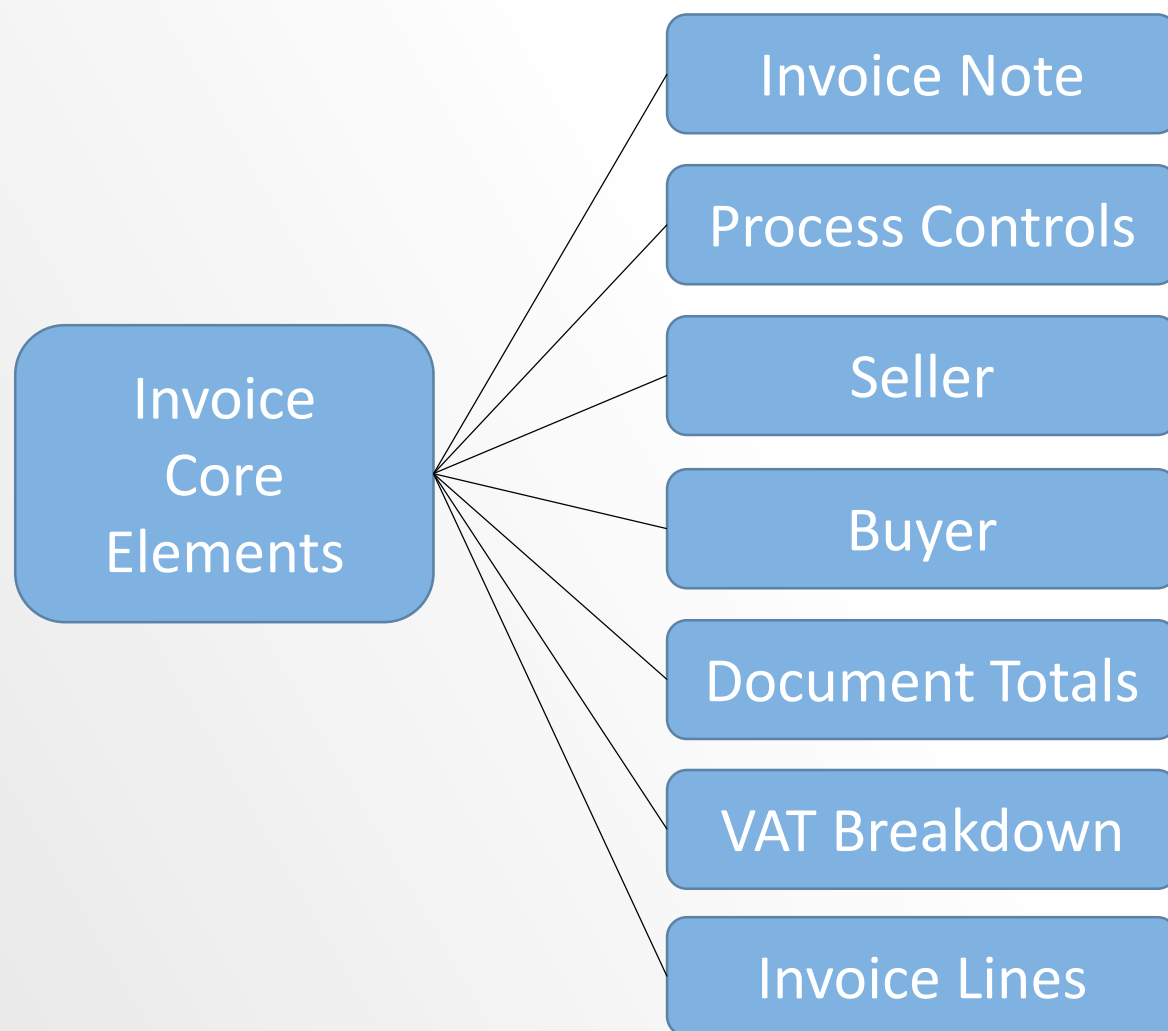 Invoice
Core
Elements
Invoice Note
Process Controls
Seller
Buyer
Document Totals
VAT Breakdown
Invoice Lines